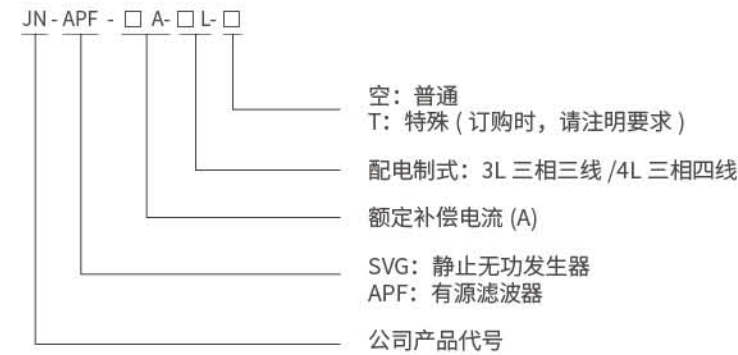 JN - APF - □ A- □ L- □
空：普通
T：特殊 ( 订购时，请注明要求 )
配电制式：3L 三相三线 /4L 三相四线
额定补偿电流 (A)
SVG：静止无功发生器
APF：有源滤波器
公司产品代号